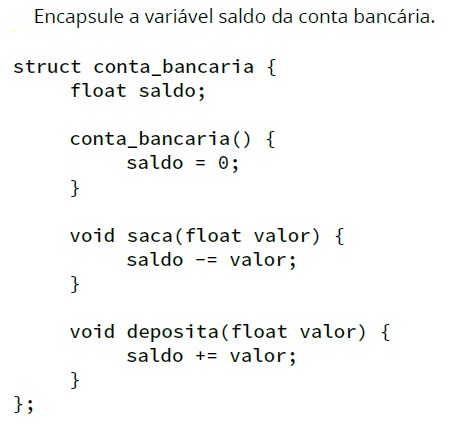 Encapsule a variável saldo da conta bancária.
struct conta_bancaria {
float saldo;
conta_bancaria() {
saldo = 0;
}
void saca(float valor) {
saldo -= valor;
}
void deposita(float valor) {
saldo += valor;
}
};